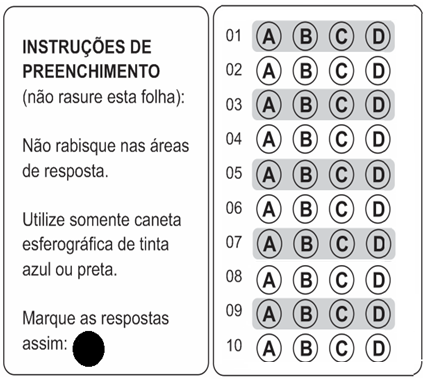 INSTRUÇÕES DE
PREENCHIMENTO
(não rasure esta folha):
Não rabisque nas áreas
de resposta.
Utilize somente caneta
esferográfica de tinta
azul ou preta.
Marque as respostas
assim:
01 A B C D
02 A B C D
03 A B C D
04 A B C D
05 A B C D
06 A B C D
07 A B C D
08 A B C D
09 A B C D
10 A B C D